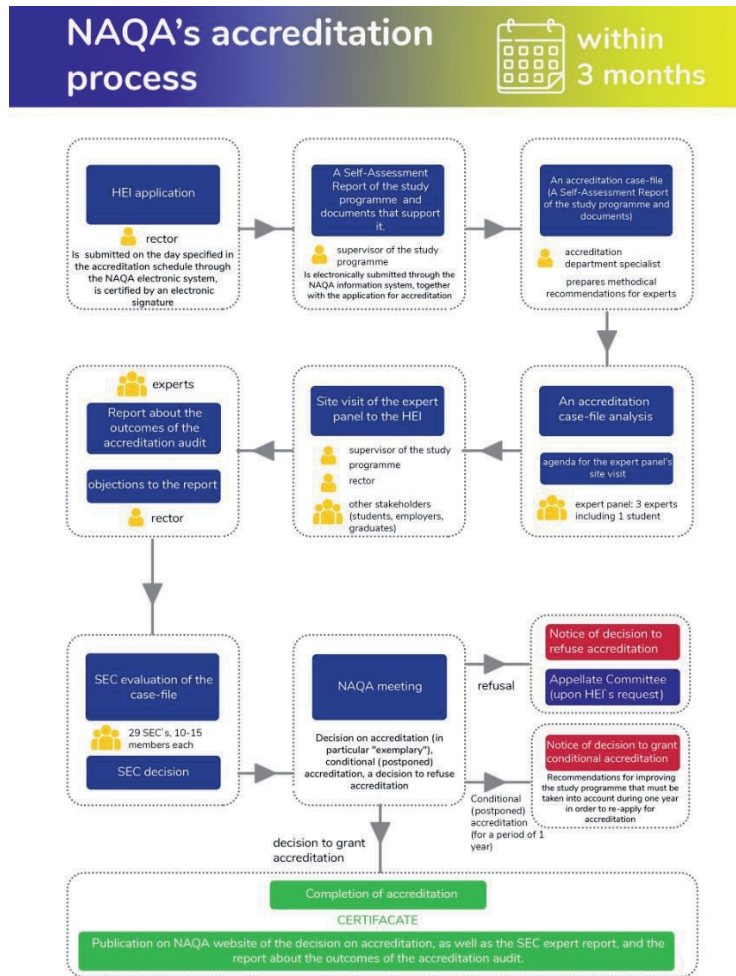 NAQA's accreditation
process
within
3 months
HEI application
rector
Is submitted on the day specified in
the accreditation schedule through
the NAQA electronic system,
is certified by an electronic
signature
A Self-Assessment
Report of the study
programme and
documents that support
it.
supervisor of the study
programme
Is electronically submitted through the
NAQA information system, together
with the application for accreditation
An accreditation case-file
(A Self-Assessment Report
of the study programme and
documents)
accreditation
department specialist
prepares methodical
recommendations for experts
experts
Report about the
outcomes of the
accreditation audit
objections to the report
rector
Site visit of the expert
panel to the HEI
supervisor of the study
programme
rector
other stakeholders
(students, employers,
graduates)
An accreditation
case-file analysis
agenda for the expert panel's
site visit
expert panel: 3 experts
including 1 student
SEC evaluation of the
case-file
29 SEC`s, 10-15
members each
SEC decision
NAQA meeting
Decision on accreditation (in
particular "exemplary"),
conditional (postponed)
accreditation, a decision to refuse
accreditation
refusal
Notice of decision to
refuse accreditation
Appellate Committee
(upon HEI`s request)
Conditional
(postponed)
accreditation
(for a period of 1
year)
Notice of decision to grant
conditional accreditation
Recommendations for improving
the study programme that must be
taken into account during one year
in order to re-apply for
accreditation
decision to grant
accreditation
Completion of accreditation
CERTIFACATE
Publication on NAQA website of the decision on accreditation, as well as the SEC expert report, and the
report about the outcomes of the accreditation audit.